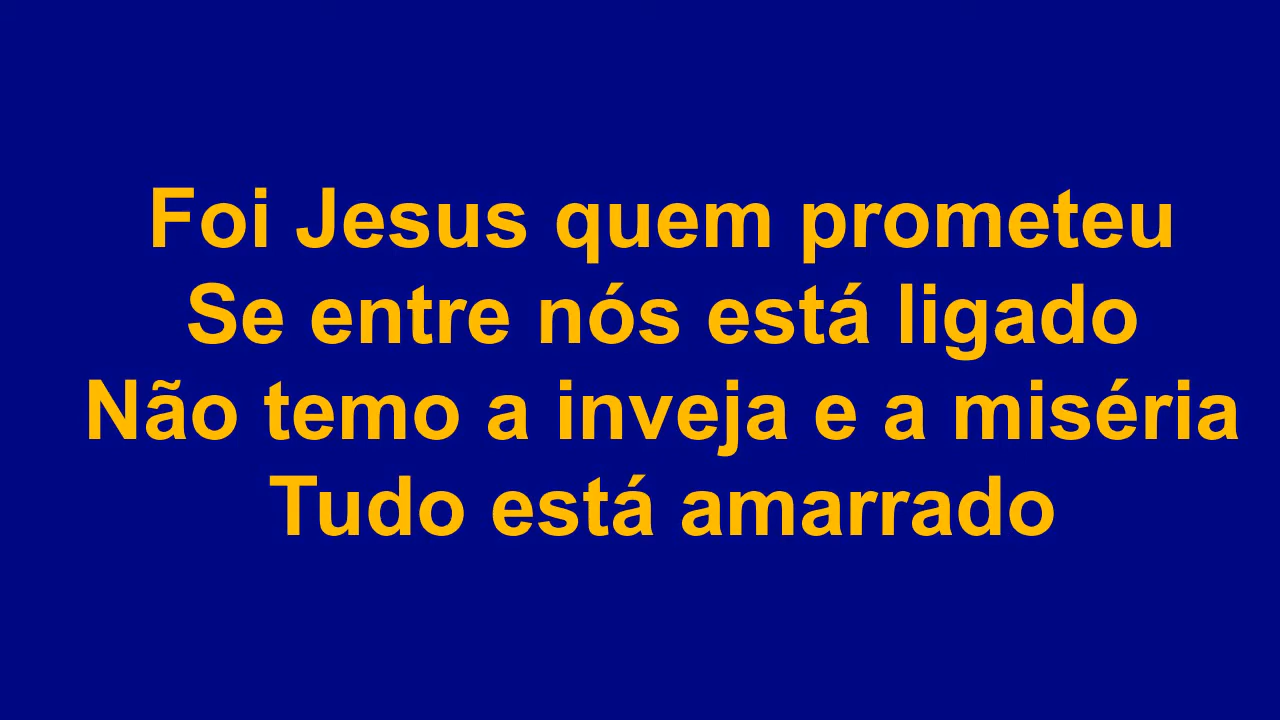 Foi Jesus quem prometeu
Se entre nós está ligado
Não temo a inveja e a miséria
Tudo está amarrado